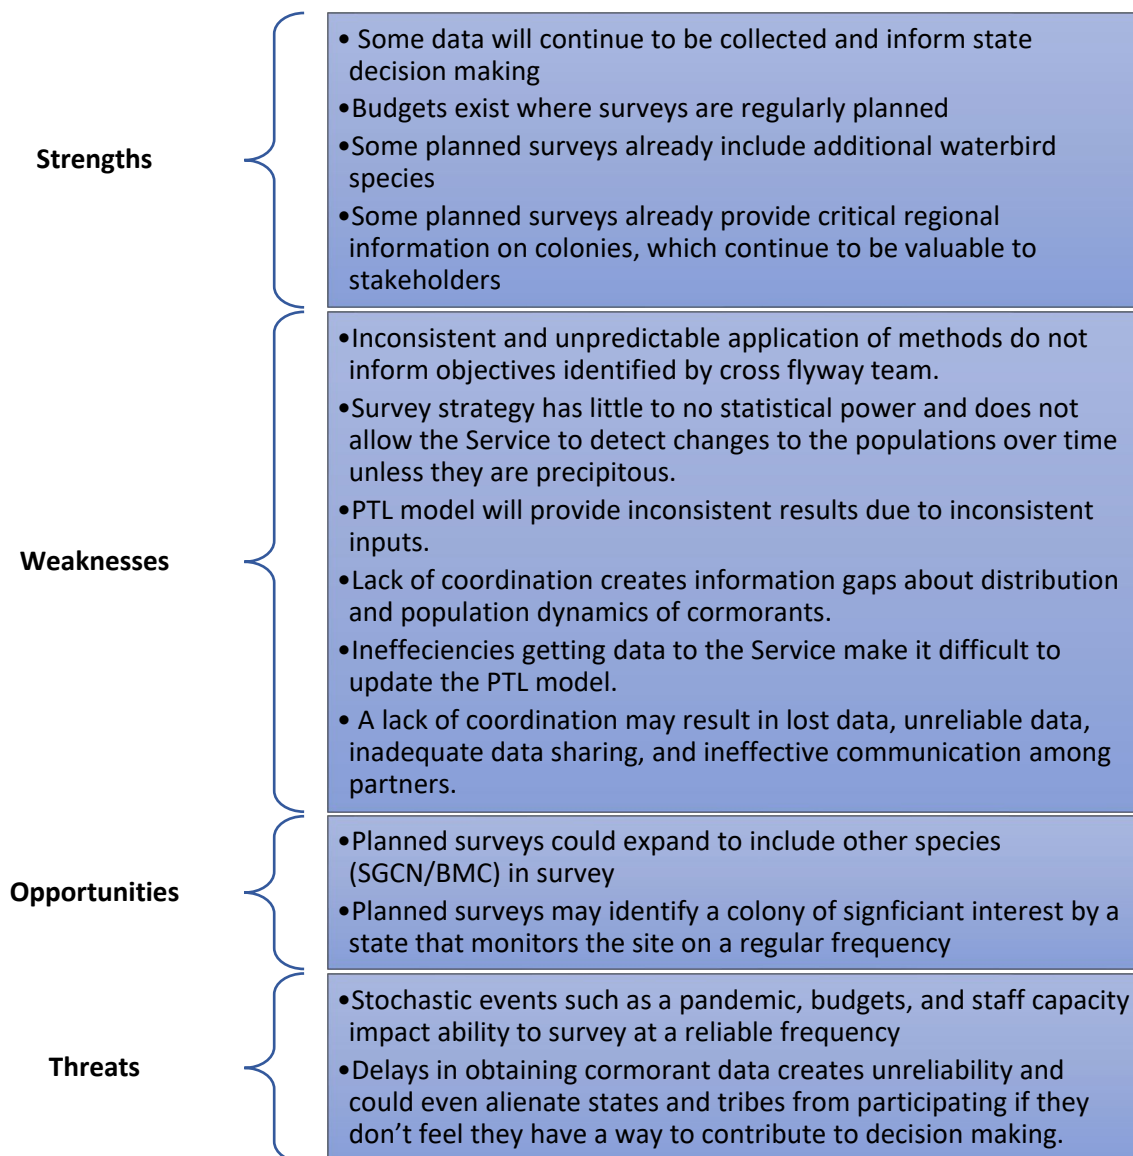 Strengths
• Some data will continue to be collected and inform state
decision making
•Budgets exist where surveys are regularly planned
•Some planned surveys already include additional waterbird
species
•Some planned surveys already provide critical regional
information on colonies, which continue to be valuable to
stakeholders
Weaknesses
•Inconsistent and unpredictable application of methods do not
inform objectives identified by cross flyway team.
•Survey strategy has little to no statistical power and does not
allow the Service to detect changes to the populations over time
unless they are precipitous.
•PTL model will provide inconsistent results due to inconsistent
inputs.
•Lack of coordination creates information gaps about distribution
and population dynamics of cormorants.
•Ineffeciencies getting data to the Service make it difficult to
update the PTL model.
• A lack of coordination may result in lost data, unreliable data,
inadequate data sharing, and ineffective communication among
partners.
Opportunities
•Planned surveys could expand to include other species
(SGCN/BMC) in survey
•Planned surveys may identify a colony of signficiant interest by a
state that monitors the site on a regular frequency
Threats
•Stochastic events such as a pandemic, budgets, and staff capacity
impact ability to survey at a reliable frequency
•Delays in obtaining cormorant data creates unreliability and
could even alienate states and tribes from participating if they
don’t feel they have a way to contribute to decision making.